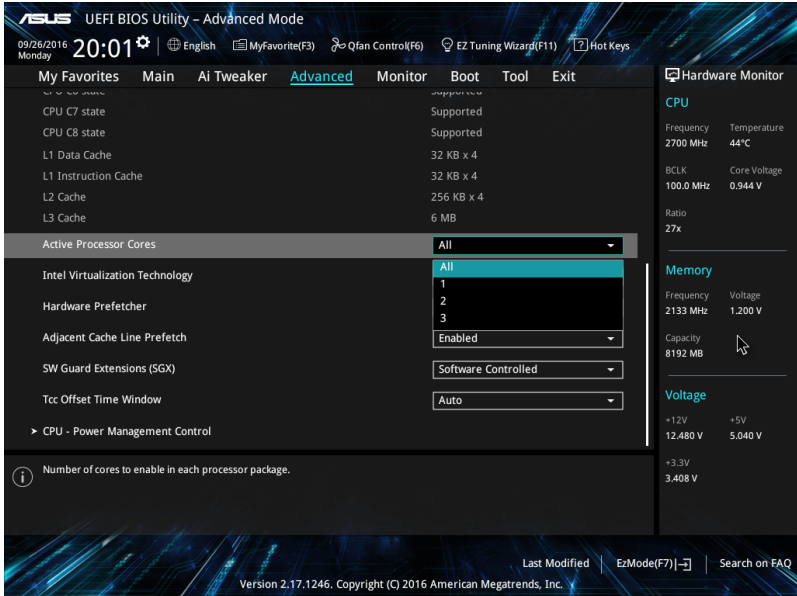 ASUS UEFI BIOS Utility – Advanced Mode
09/26/2016 Monday 20:01 English MyFavorite(F3) Qfan Control(F6) EZ Tuning Wizard(F11) ? Hot Keys
My Favorites Main Ai Tweaker Advanced Monitor Boot Tool Exit
CPU C7 state Supported
CPU C8 state Supported
L1 Data Cache 32 KB x 4
L1 Instruction Cache 32 KB x 4
L2 Cache 256 KB x 4
L3 Cache 6 MB
Active Processor Cores All
All
1
2
3
Intel Virtualization Technology
Hardware Prefetcher
Adjacent Cache Line Prefetch Enabled
SW Guard Extensions (SGX) Software Controlled
Tcc Offset Time Window Auto
> CPU - Power Management Control
Number of cores to enable in each processor package.
Hardware Monitor
CPU
Frequency Temperature
2700 MHz 44°C
BCLK Core Voltage
100.0 MHz 0.944 V
Ratio
27x
Memory
Frequency Voltage
2133 MHz 1.200 V
Capacity
8192 MB
Voltage
+12V +5V
12.480 V 5.040 V
+3.3V
3.408 V
Last Modified EzMode(F7) Search on FAQ
Version 2.17.1246. Copyright (C) 2016 American Megatrends, Inc.